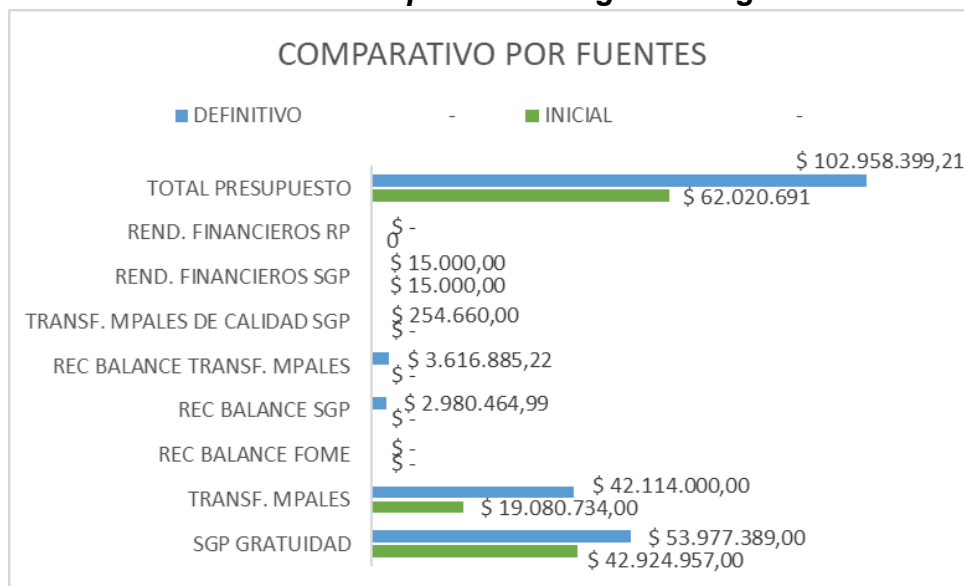 COMPARATIVO POR FUENTES
DEFINITIVO - INICIAL -
$ 102.958.399,21
TOTAL PRESUPUESTO
$ 62.020.691
REND. FINANCIEROS RP
$ -
0
REND. FINANCIEROS SGP
$ 15.000,00
$ 15.000,00
TRANSF. MPALES DE CALIDAD SGP
$ 254.660,00
$ -
REC BALANCE TRANSF. MPALES
$ 3.616.885,22
$ -
REC BALANCE SGP
$ 2.980.464,99
$ -
REC BALANCE FOME
$ -
$ -
TRANSF. MPALES
$ 42.114.000,00
$ 19.080.734,00
SGP GRATUIDAD
$ 53.977.389,00
$ 42.924.957,00